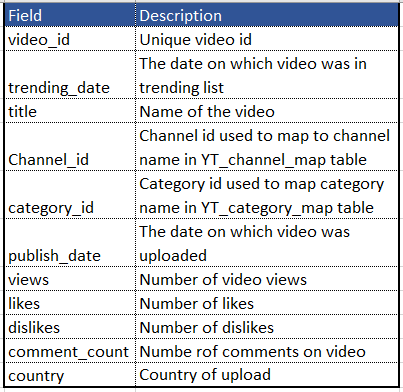 Field Description
video_id Unique video id
The date on which video was in
trending_date trending list
title Name of the video
Channel id used to map to channel
Channel_id name in YT_channel_map table
Category id used to map category
category_id name in YT_category_map table
The date on which video was
publish_date uploaded
views Number of video views
likes Number of likes
dislikes Number of dislikes
comment_count Numbe rof comments on video
country Country of upload